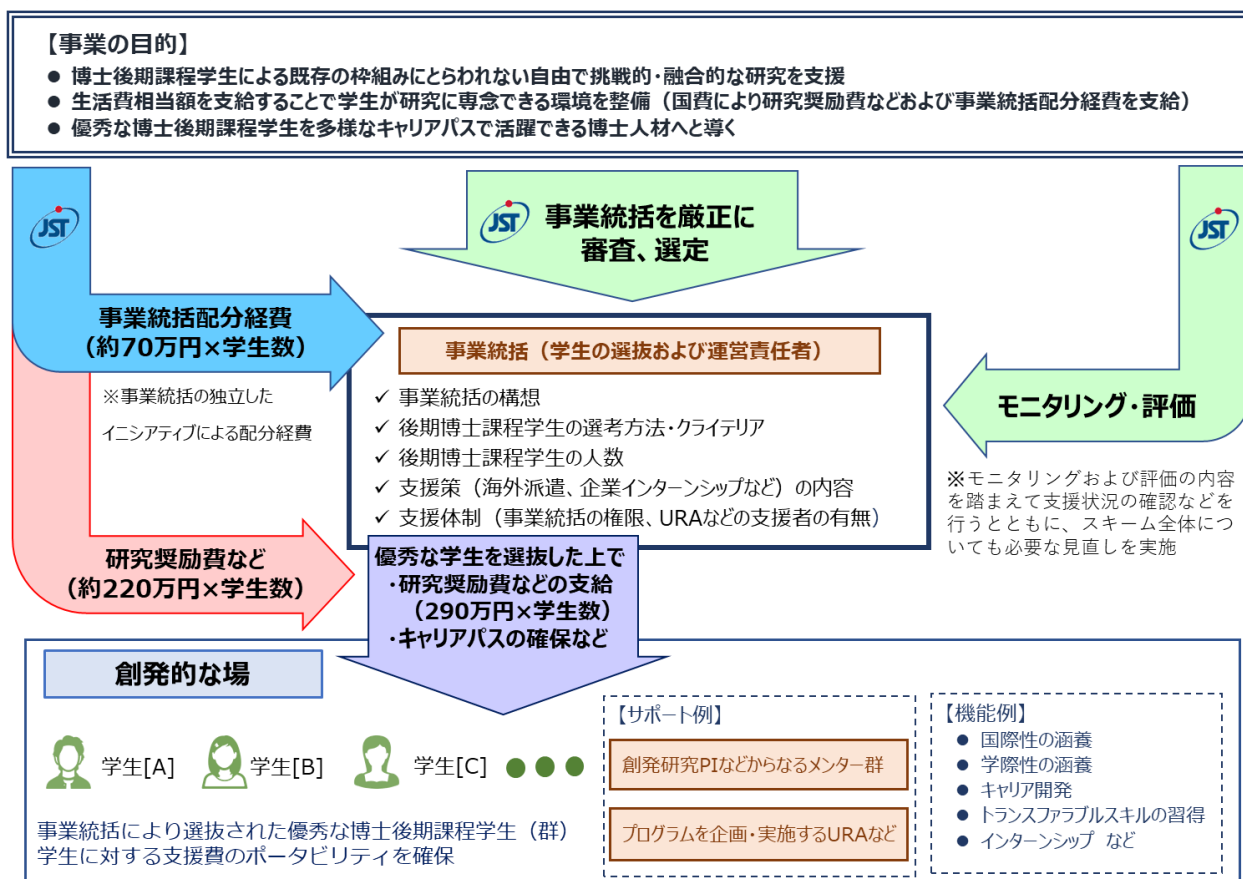 【事業の目的】
● 博士後期課程学生による既存の枠組みにとらわれない自由で挑戦的・融合的な研究を支援
● 生活費相当額を支給することで学生が研究に専念できる環境を整備（国費により研究奨励費などおよび事業統括配分経費を支給）
● 優秀な博士後期課程学生を多様なキャリアパスで活躍できる博士人材へと導く
JST
JST
事業統括を厳正に
審査、選定
JST
事業統括配分経費
（約70万円×学生数）
※事業統括の独立した
イニシアティブによる配分経費
事業統括（学生の選抜および運営責任者）
✓ 事業統括の構想
✓ 後期博士課程学生の選考方法・クライテリア
✓ 後期博士課程学生の人数
✓ 支援策（海外派遣、企業インターンシップなど）の内容
✓ 支援体制（事業統括の権限、URAなどの支援者の有無）
モニタリング・評価
※モニタリングおよび評価の内容
を踏まえて支援状況の確認などを
行うとともに、スキーム全体につ
いても必要な見直しを実施
研究奨励費など
（約220万円×学生数）
優秀な学生を選抜した上で
・研究奨励費などの支給
（290万円×学生数）
・キャリアパスの確保など
創発的な場
学生[A]
学生[B]
学生[C]
事業統括により選抜された優秀な博士後期課程学生（群）
学生に対する支援費のポータビリティを確保
【サポート例】
創発研究PIなどからなるメンター群
プログラムを企画・実施するURAなど
【機能例】
● 国際性の涵養
● 学際性の涵養
● キャリア開発
● トランスファラブルスキルの習得
● インターンシップ など